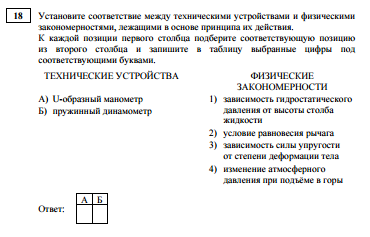 18
Установите соответствие между техническими устройствами и физическими
закономерностями, лежащими в основе принципа их действия.
К каждой позиции первого столбца подберите соответствующую позицию
из второго столбца и запишите в таблицу выбранные цифры под
соответствующими буквами.
ТЕХНИЧЕСКИЕ УСТРОЙСТВА
А) U-образный манометр
Б) пружинный динамометр
ФИЗИЧЕСКИЕ
ЗАКОНОМЕРНОСТИ
1) зависимость гидростатического
давления от высоты столба
жидкости
2) условие равновесия рычага
3) зависимость силы упругости
от степени деформации тела
4) изменение атмосферного
давления при подъёме в горы
Ответ:
А Б